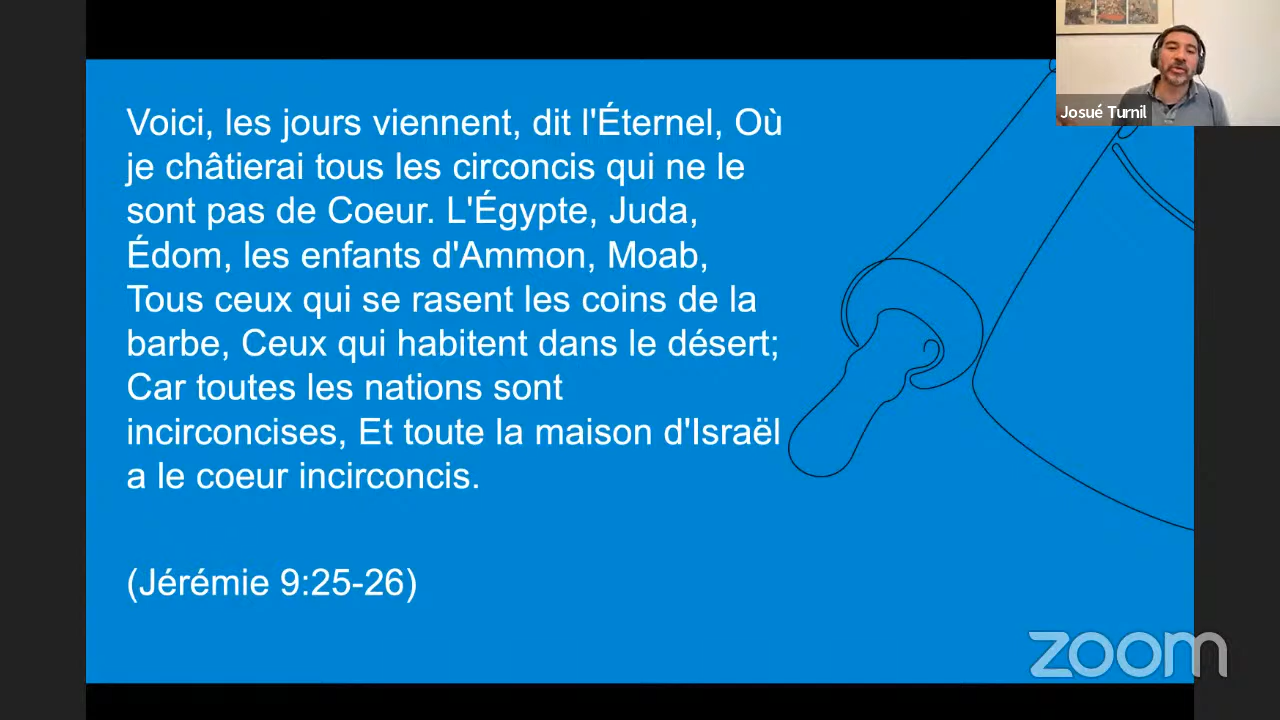 Voici, les jours viennent, dit l'Éternel, Où
je châtierai tous les circoncis qui ne le
sont pas de Coeur. L'Égypte, Juda,
Édom, les enfants d'Ammon, Moab,
Tous ceux qui se rasent les coins de la
barbe, Ceux qui habitent dans le désert;
Car toutes les nations sont
incirconcises, Et toute la maison d'Israël
a le coeur incirconcis.
(Jérémie 9:25-26)
Josué Turnil
zoom